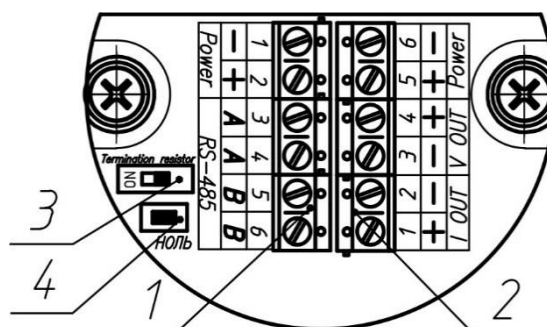 Power - 1 6 - Power
+ 2 5 +
RS-485 A 3 4 + V OUT
A 4 3 -
B 5 2 - I OUT
B 6 1 +
Termination resistor
ON
НОЛЬ
3
4
1
2